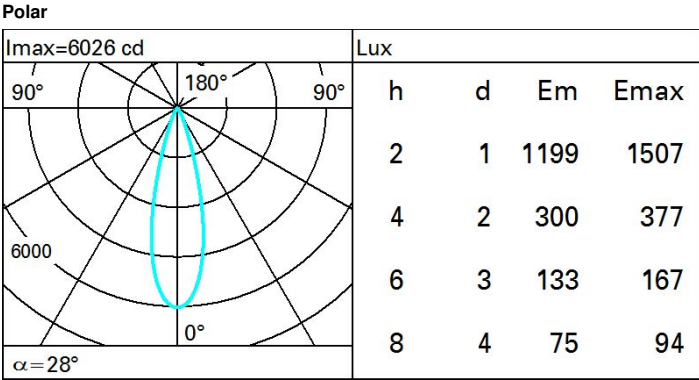 Polar
Imax=6026 cd
Lux
90°
180°
90°
6000
0°
α=28°
h d Em Emax
2 1 1199 1507
4 2 300 377
6 3 133 167
8 4 75 94